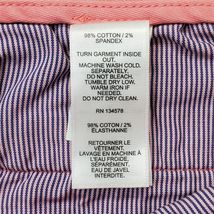 98% COTTON / 2%
SPANDEX
TURN GARMENT INSIDE
OUT.
MACHINE WASH COLD.
SEPARATELY.
DO NOT BLEACH.
TUMBLE DRY LOW.
WARM IRON IF
NEEDED.
DO NOT DRY CLEAN.
RN 134578
98% COTON / 2%
ÉLASTHANNE
RETOURNER LE
VÊTEMENT.
LAVAGE EN MACHINE À
L'EAU FROIDE.
SÉPARÉMENT.
EAU DE JAVEL
INTERDITE.